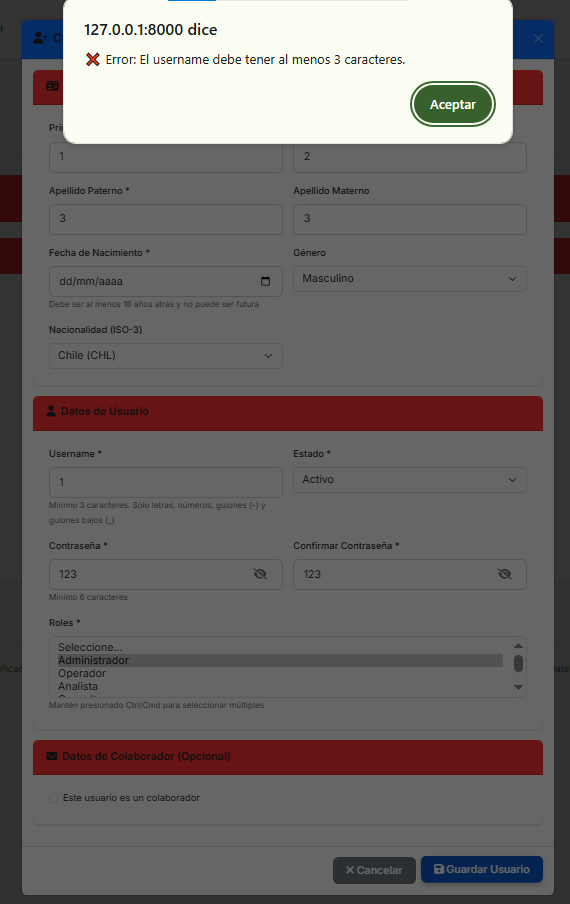 127.0.0.1:8000 dice
❌ Error: El username debe tener al menos 3 caracteres.
Aceptar
1
2
Apellido Paterno *
Apellido Materno
3
3
Fecha de Nacimiento *
Género
dd/mm/aaaa
Masculino
Debe ser al menos 18 años atrás y no puede ser futura
Nacionalidad (ISO-3)
Chile (CHL)
Datos de Usuario
Username *
Estado *
1
Activo
Mínimo 3 caracteres. Solo letras, números, guiones (-) y
guiones bajos (_)
Contraseña *
Confirmar Contraseña *
123
123
Mínimo 6 caracteres
Roles *
Seleccione...
Administrador
Operador
Analista
Mantén presionado Ctrl/Cmd para seleccionar múltiples
Datos de Colaborador (Opcional)
Este usuario es un colaborador
Cancelar
Guardar Usuario